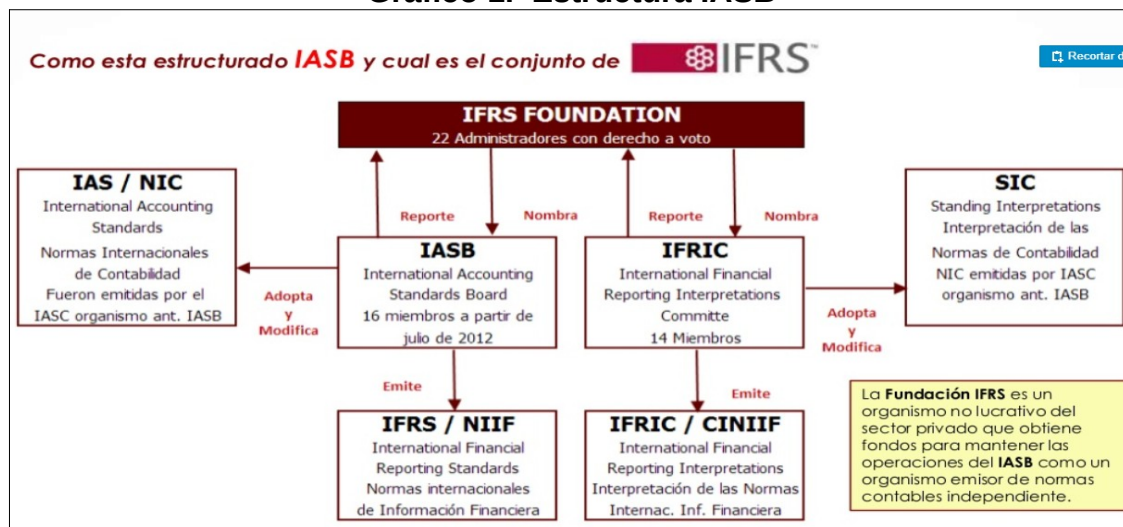 Gráfico 1. Estructura IASB
Como esta estructurado IASB y cual es el conjunto de IFRS™
Recortar d
IFRS FOUNDATION
22 Administradores con derecho a voto
Reporte
Nombra
Reporte
Nombra
IAS / NIC
International Accounting
Standards
Normas Internacionales
de Contabilidad
Fueron emitidas por el
IASC organismo ant. IASB
Adopta
y
Modifica
IASB
International Accounting
Standards Board
16 miembros a partir de
julio de 2012
IFRIC
International Financial
Reporting Interpretations
Committe
14 Miembros
Adopta
y
Modifica
SIC
Standing Interpretations
Interpretación de las
Normas de Contabilidad
NIC emitidas por IASC
organismo ant. IASB
Emite
Emite
IFRS / NIIF
International Financial
Reporting Standards
Normas internacionales
de Información Financiera
IFRIC / CINIIF
International Financial
Reporting Interpretations
Interpretación de las Normas
Internac. Inf. Financiera
La Fundación IFRS es un
organismo no lucrativo del
sector privado que obtiene
fondos para mantener las
operaciones del IASB como un
organismo emisor de normas
contables independiente.